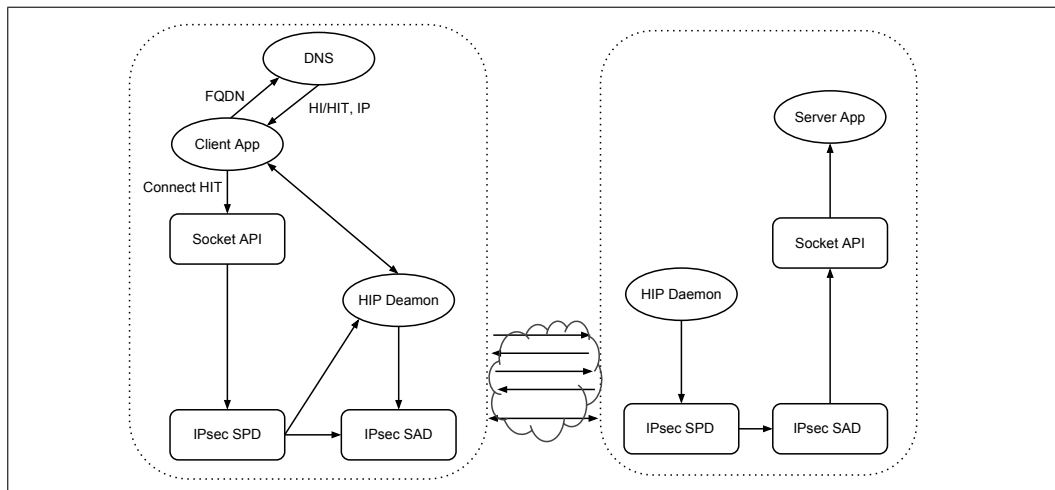 DNS
FQDN
HI/HIT, IP
Client App
Connect HIT
Socket API
HIP Deamon
IPsec SPD
IPsec SAD
Server App
Socket API
HIP Daemon
IPsec SPD
IPsec SAD